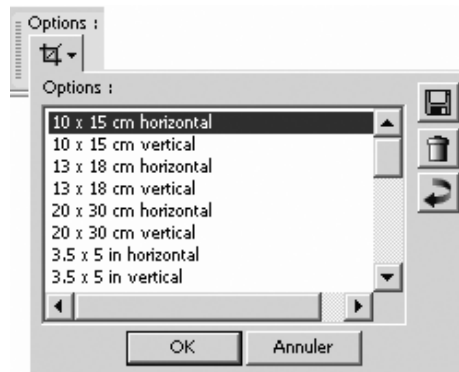 Options :
Options :
10 x 15 cm horizontal
10 x 15 cm vertical
13 x 18 cm horizontal
13 x 18 cm vertical
20 x 30 cm horizontal
20 x 30 cm vertical
3.5 x 5 in horizontal
3.5 x 5 in vertical
OK Annuler